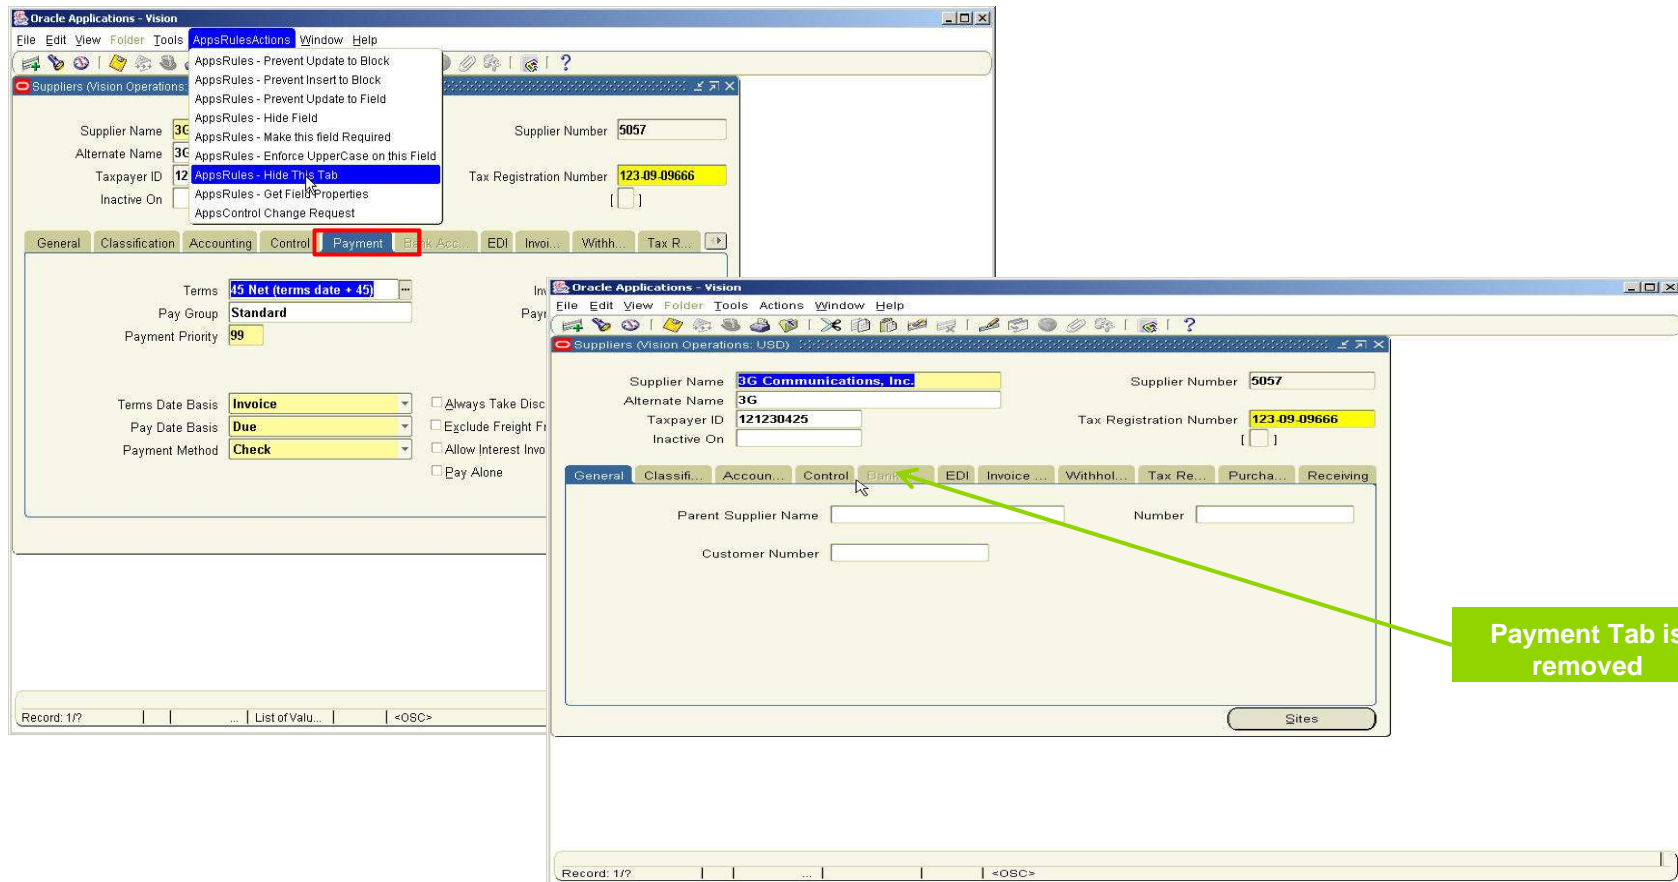 Oracle Applications - Vision
File Edit View Folder Tools AppsRulesActions Window Help
AppsRules - Prevent Update to Block
AppsRules - Prevent Insert to Block
AppsRules - Prevent Update to Field
AppsRules - Hide Field
AppsRules - Make this field Required
AppsRules - Enforce UpperCase on this Field
AppsRules - Hide This Tab
AppsRules - Get Field Properties
AppsControl Change Request
Suppliers (Vision Operations:
Supplier Name 3G
Supplier Number 5057
Alternate Name 3G
Taxpayer ID 12
Tax Registration Number 123-09-09666
Inactive On
[ ]
General Classification Accounting Control Payment Bank Acc... EDI Invoi... Withh... Tax R...
Terms 45 Net (terms date + 45) ...
Pay Group Standard
Payment Priority 99
Terms Date Basis Invoice
Always Take Disc
Pay Date Basis Due
Exclude Freight Fr
Payment Method Check
Allow Interest Invo
Pay Alone
Record: 1/? ... List of Valu... <OSC>
Oracle Applications - Vision
File Edit View Folder Tools Actions Window Help
Suppliers (Vision Operations: USD)
Supplier Name 3G Communications, Inc.
Supplier Number 5057
Alternate Name 3G
Taxpayer ID 121230425
Tax Registration Number 123-09-09666
Inactive On
[ ]
General Classifi... Accoun... Control Bank EDI Invoice ... Withhol... Tax Re... Purcha... Receiving
Parent Supplier Name
Number
Customer Number
Sites
Record: 1/? ... <OSC>
Payment Tab is
removed